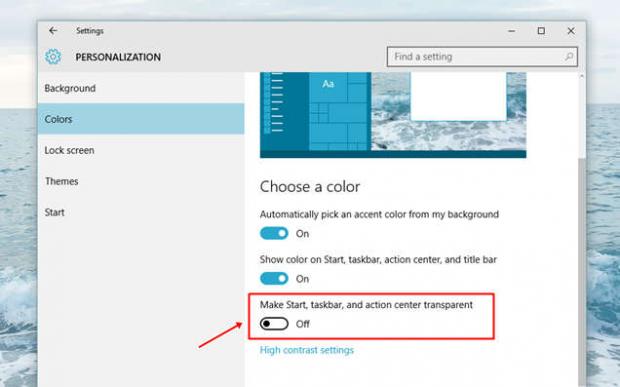 Settings
PERSONALIZATION
Find a setting
Background
Colors
Lock screen
Themes
Start
Aa
Choose a color
Automatically pick an accent color from my background
On
Show color on Start, taskbar, action center, and title bar
On
Make Start, taskbar, and action center transparent
Off
High contrast settings